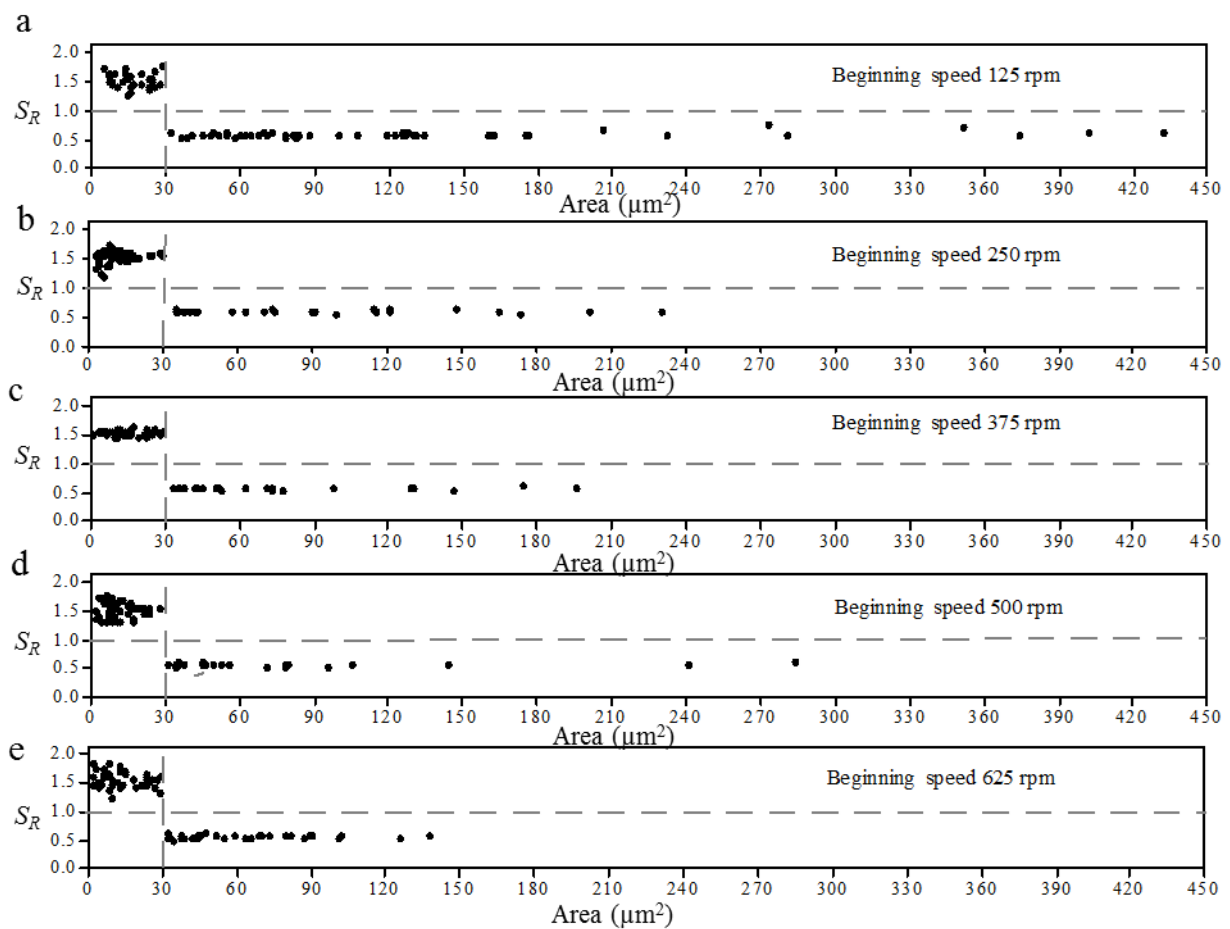 a
2.0
1.5
Beginning speed 125 rpm
S_R
1.0
0.5
0.0
0 30 60 90 120 150 180 210 240 270 300 330 360 390 420 450
Area (µm²)
b
2.0
1.5
Beginning speed 250 rpm
S_R
1.0
0.5
0.0
0 30 60 90 120 150 180 210 240 270 300 330 360 390 420 450
Area (µm²)
c
2.0
1.5
Beginning speed 375 rpm
S_R
1.0
0.5
0.0
0 30 60 90 120 150 180 210 240 270 300 330 360 390 420 450
Area (µm²)
d
2.0
1.5
Beginning speed 500 rpm
S_R
1.0
0.5
0.0
0 30 60 90 120 150 180 210 240 270 300 330 360 390 420 450
Area (µm²)
e
2.0
1.5
Beginning speed 625 rpm
S_R
1.0
0.5
0.0
0 30 60 90 120 150 180 210 240 270 300 330 360 390 420 450
Area (µm²)